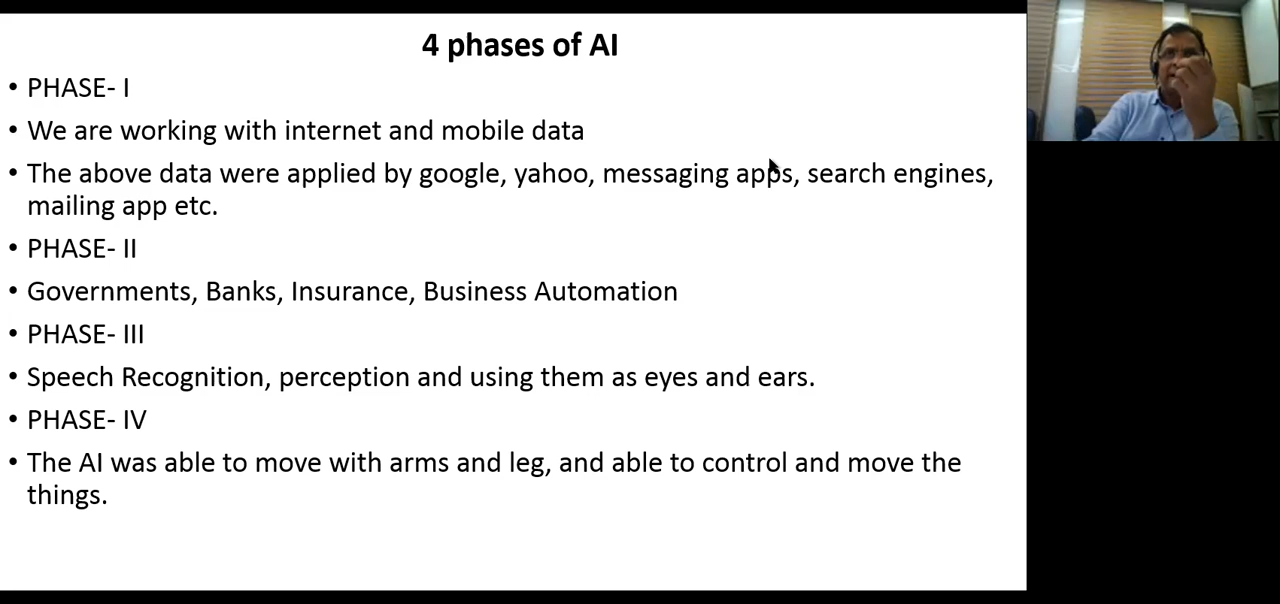 4 phases of AI
• PHASE- I
• We are working with internet and mobile data
• The above data were applied by google, yahoo, messaging apps, search engines,
mailing app etc.
• PHASE- II
• Governments, Banks, Insurance, Business Automation
• PHASE- III
• Speech Recognition, perception and using them as eyes and ears.
• PHASE- IV
• The AI was able to move with arms and leg, and able to control and move the
things.